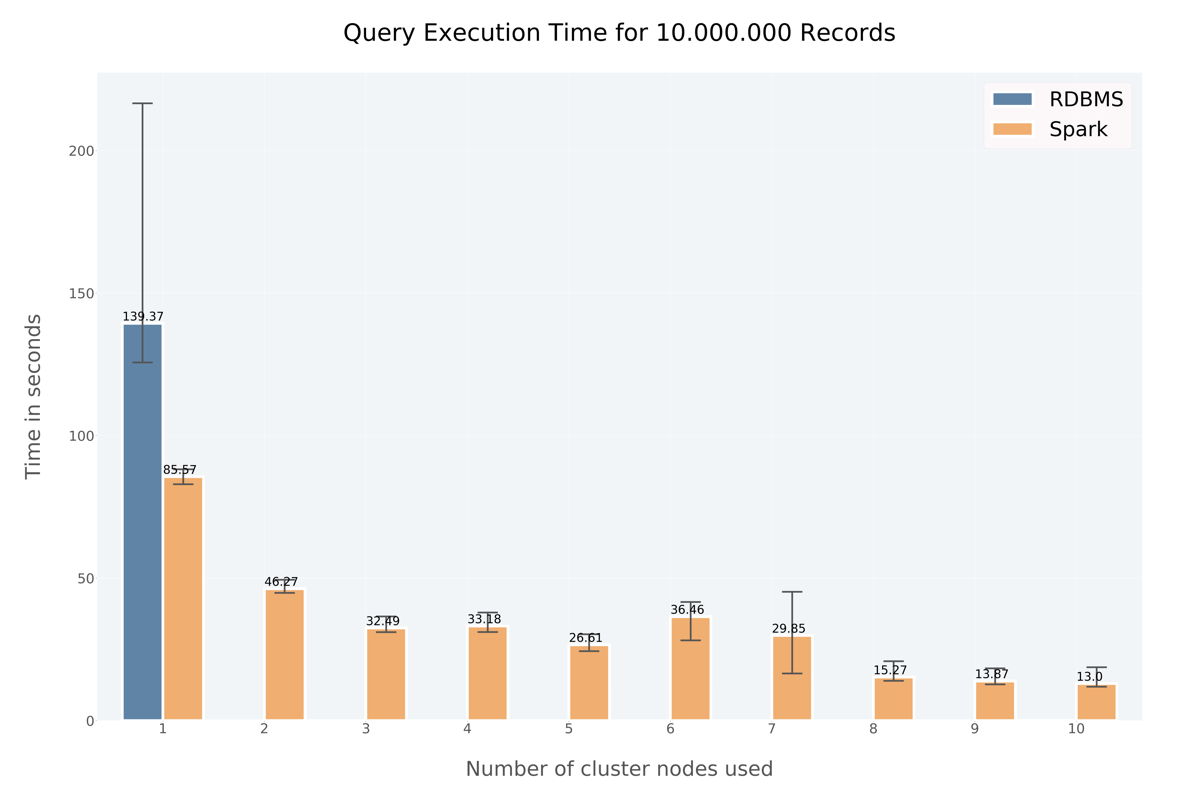 Query Execution Time for 10.000.000 Records
RDBMS
Spark
Time in seconds
200
150
100
50
0
139.37
85.57
46.27
32.49
33.18
26.61
36.46
29.85
15.27
13.87
13.0
1 2 3 4 5 6 7 8 9 10
Number of cluster nodes used